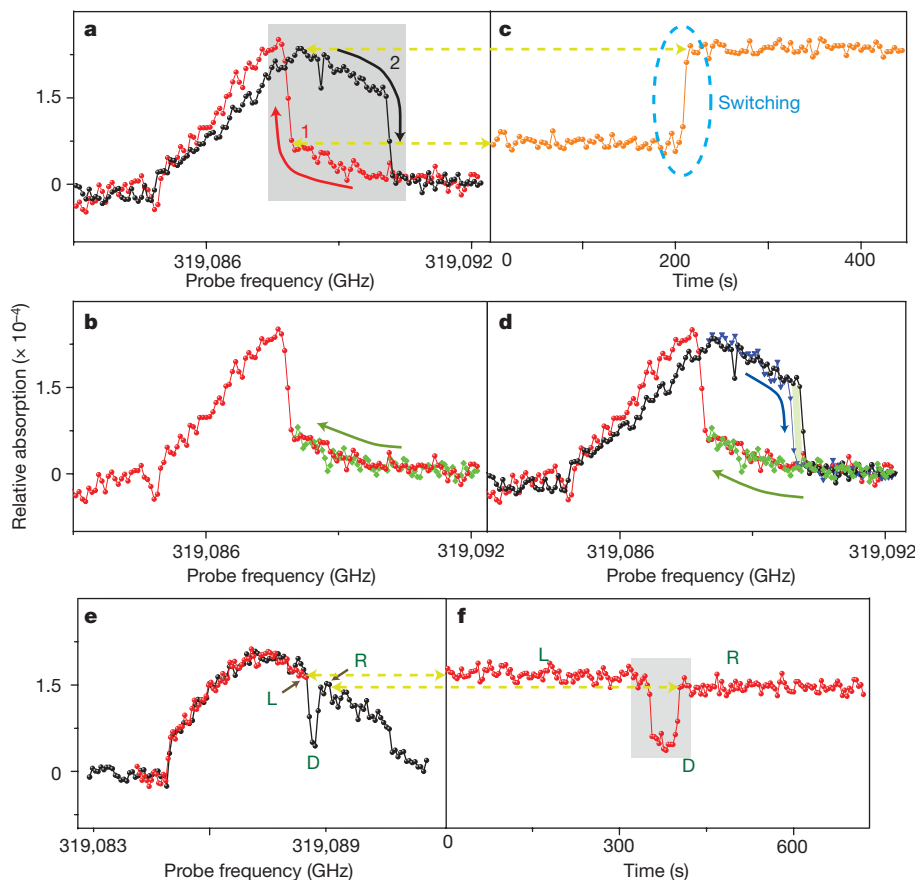 a
c
1.5
0
2
1
Switching
319,086
319,092
Probe frequency (GHz)
0
200
400
Time (s)
Relative absorption (× 10⁻⁴)
b
d
1.5
0
319,086
319,092
Probe frequency (GHz)
319,086
319,092
Probe frequency (GHz)
e
f
1.5
0
L
R
D
L
R
D
319,083
319,089
Probe frequency (GHz)
0
300
600
Time (s)